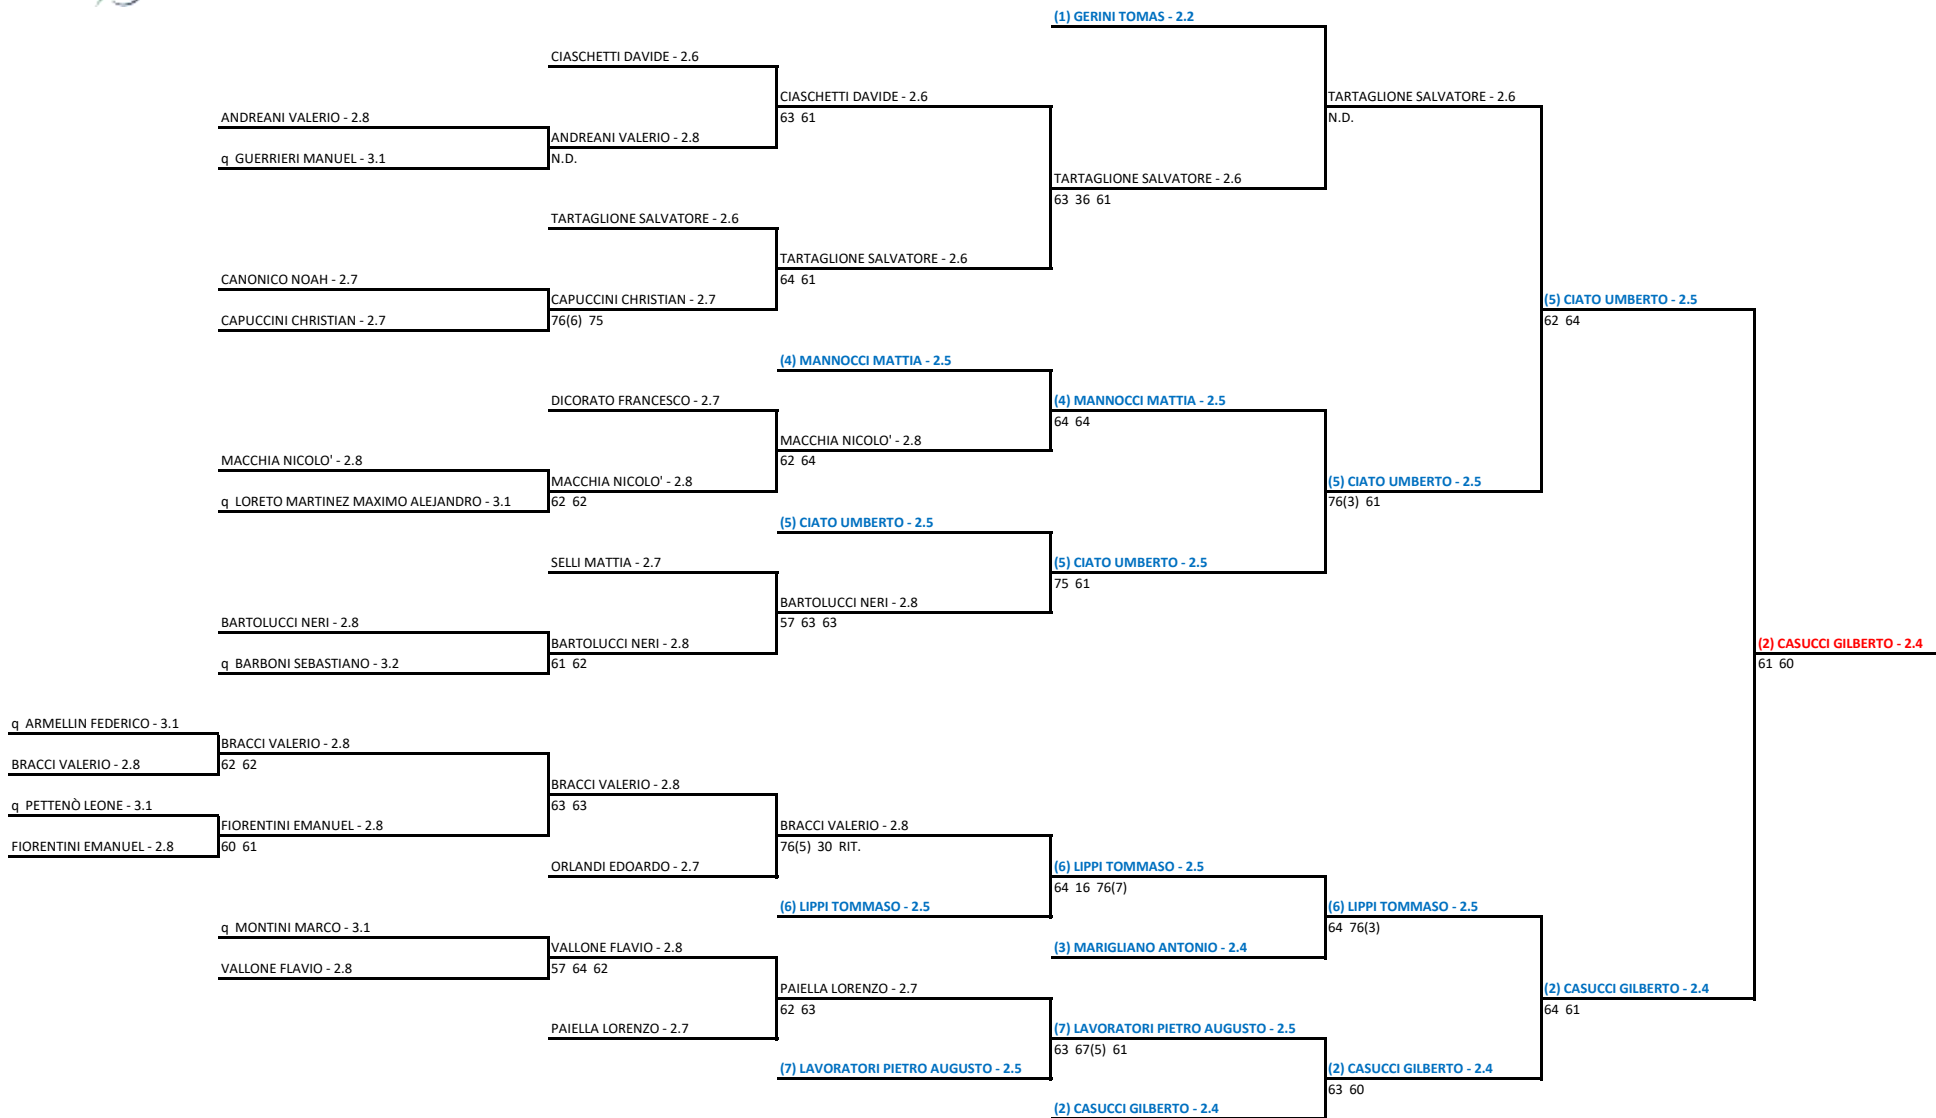 (1) GERINI TOMAS - 2.2
CIASCHETTI DAVIDE - 2.6
CIASCHETTI DAVIDE - 2.6
TARTAGLIONE SALVATORE - 2.6
ANDREANI VALERIO - 2.8
63 61
N.D.
ANDREANI VALERIO - 2.8
q GUERRIERI MANUEL - 3.1
N.D.
TARTAGLIONE SALVATORE - 2.6
63 36 61
TARTAGLIONE SALVATORE - 2.6
TARTAGLIONE SALVATORE - 2.6
CANONICO NOAH - 2.7
64 61
CAPUCCINI CHRISTIAN - 2.7
(5) CIATO UMBERTO - 2.5
CAPUCCINI CHRISTIAN - 2.7
76(6) 75
62 64
(4) MANNOCCI MATTIA - 2.5
DICORATO FRANCESCO - 2.7
(4) MANNOCCI MATTIA - 2.5
64 64
MACCHIA NICOLO' - 2.8
MACCHIA NICOLO' - 2.8
62 64
MACCHIA NICOLO' - 2.8
(5) CIATO UMBERTO - 2.5
q LORETO MARTINEZ MAXIMO ALEJANDRO - 3.1
62 62
76(3) 61
(5) CIATO UMBERTO - 2.5
SELLI MATTIA - 2.7
(5) CIATO UMBERTO - 2.5
75 61
BARTOLUCCI NERI - 2.8
BARTOLUCCI NERI - 2.8
57 63 63
BARTOLUCCI NERI - 2.8
(2) CASUCCI GILBERTO - 2.4
q BARBONI SEBASTIANO - 3.2
61 62
61 60
q ARMELLIN FEDERICO - 3.1
BRACCI VALERIO - 2.8
BRACCI VALERIO - 2.8
62 62
BRACCI VALERIO - 2.8
q PETTENÒ LEONE - 3.1
63 63
FIORENTINI EMANUEL - 2.8
BRACCI VALERIO - 2.8
FIORENTINI EMANUEL - 2.8
60 61
76(5) 30 RIT.
ORLANDI EDOARDO - 2.7
(6) LIPPI TOMMASO - 2.5
64 16 76(7)
(6) LIPPI TOMMASO - 2.5
(6) LIPPI TOMMASO - 2.5
q MONTINI MARCO - 3.1
64 76(3)
VALLONE FLAVIO - 2.8
(3) MARIGLIANO ANTONIO - 2.4
VALLONE FLAVIO - 2.8
57 64 62
PAIELLA LORENZO - 2.7
(2) CASUCCI GILBERTO - 2.4
62 63
64 61
PAIELLA LORENZO - 2.7
(7) LAVORATORI PIETRO AUGUSTO - 2.5
63 67(5) 61
(7) LAVORATORI PIETRO AUGUSTO - 2.5
(2) CASUCCI GILBERTO - 2.4
63 60
(2) CASUCCI GILBERTO - 2.4